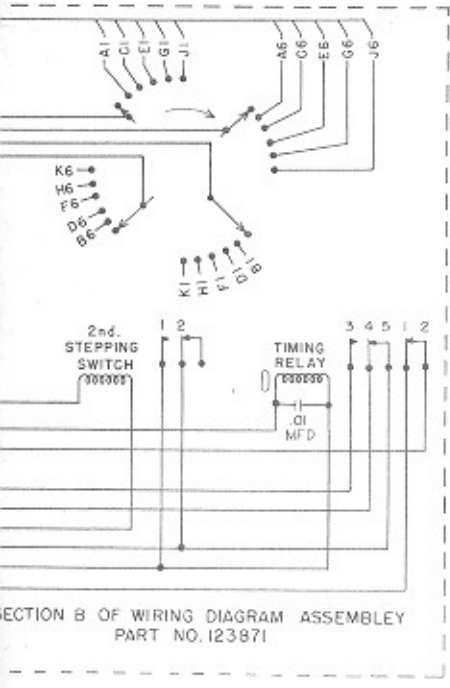 A1 C1 E1 G1 J1
A6 C6 E6 G6 J6
K6
H6
F6
D6
B6
K1 H1 F1 D1 B1
2nd.
STEPPING
SWITCH
1 2
TIMING
RELAY
.01
MFD
3 4 5 1 2
SECTION B OF WIRING DIAGRAM ASSEMBLEY
PART NO. 123871